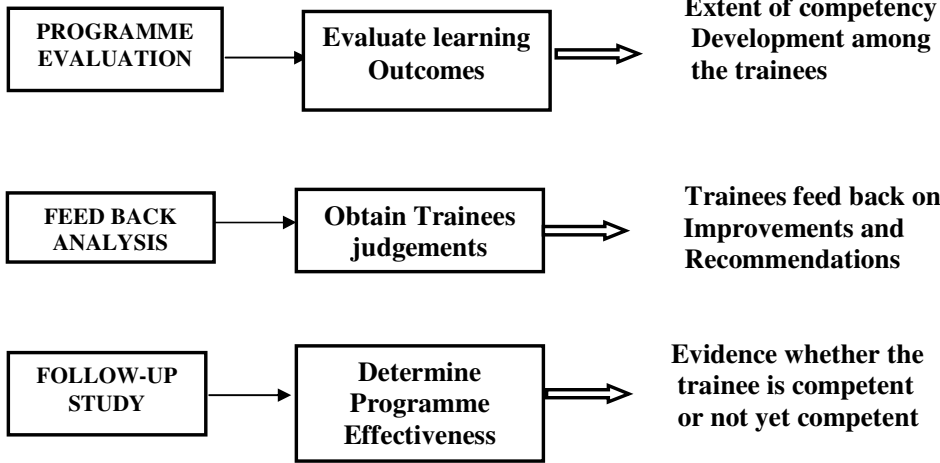 PROGRAMME
EVALUATION
Evaluate learning
Outcomes
Extent of competency
Development among
the trainees
FEED BACK
ANALYSIS
Obtain Trainees
judgements
Trainees feed back on
Improvements and
Recommendations
FOLLOW-UP
STUDY
Determine
Programme
Effectiveness
Evidence whether the
trainee is competent
or not yet competent